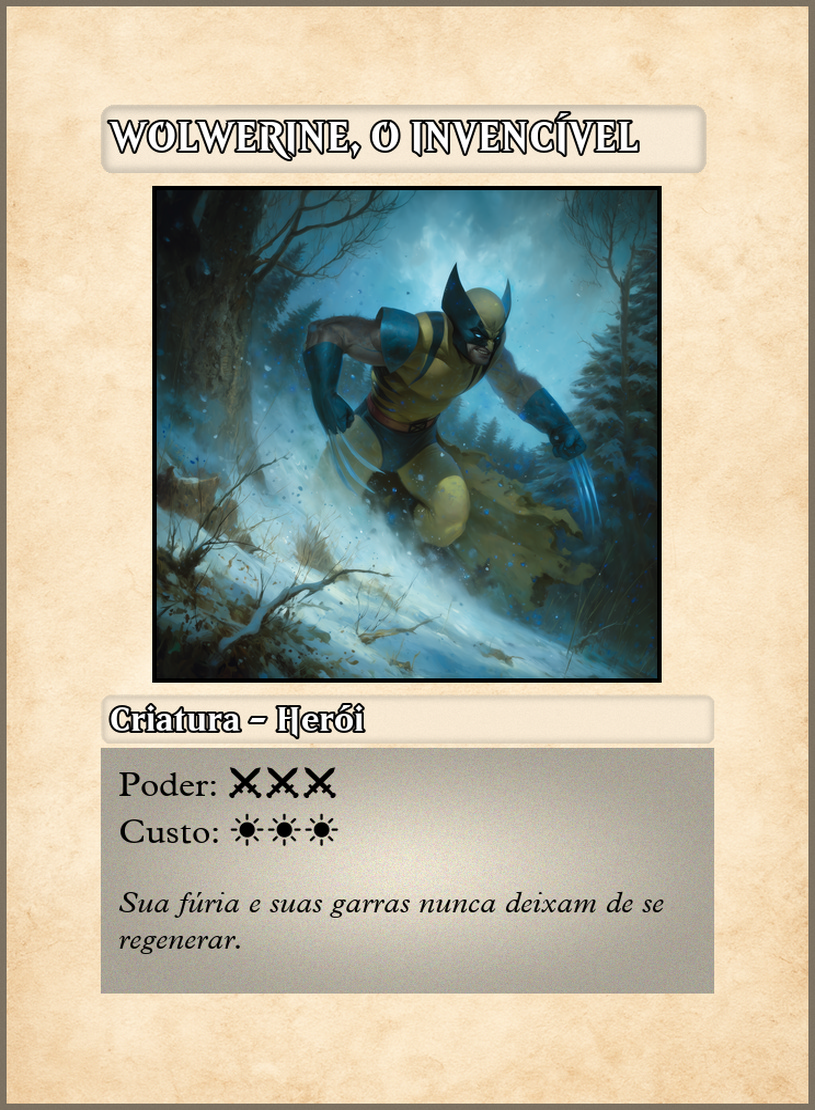 WOLWERINE, O INVENCÍVEL
Criatura - Herói
Poder: ⚔⚔⚔
Custo: ☀☀☀
Sua fúria e suas garras nunca deixam de se
regenerar.